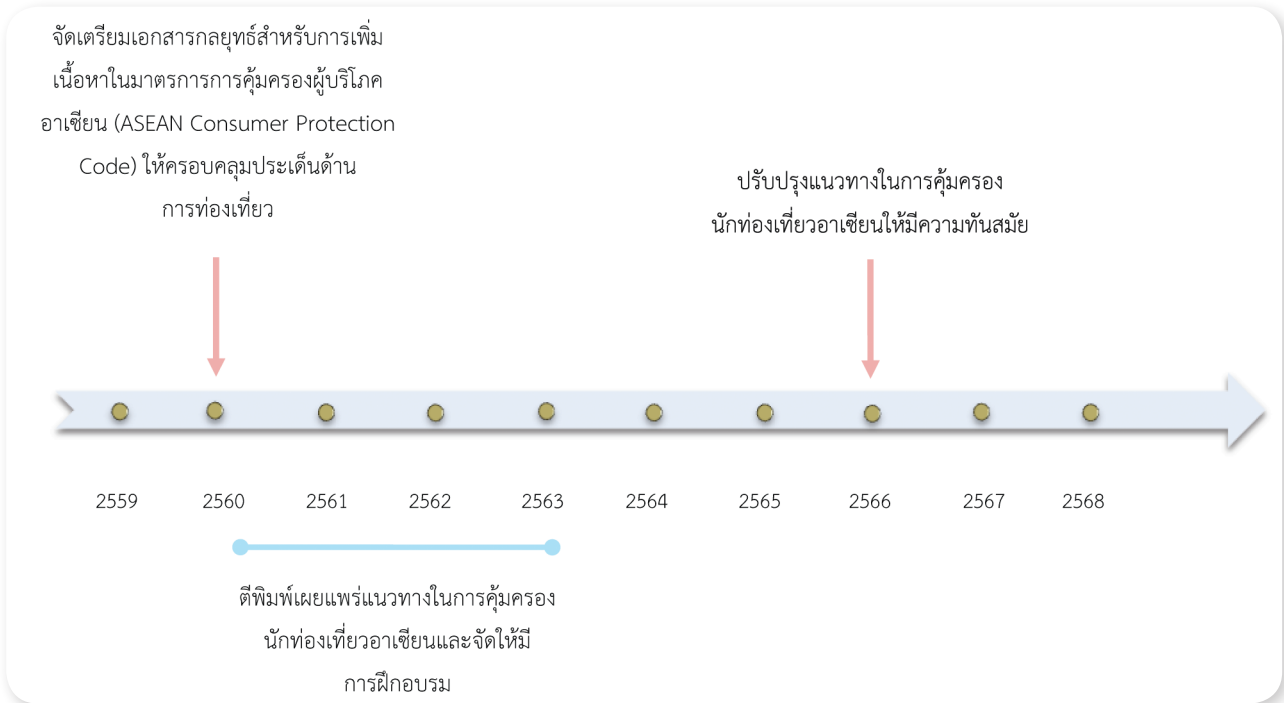 จัดเตรียมเอกสารกลยุทธ์สำหรับการเพิ่ม
เนื้อหาในมาตรการการคุ้มครองผู้บริโภค
อาเซียน (ASEAN Consumer Protection
Code) ให้ครอบคลุมประเด็นด้าน
การท่องเที่ยว
ปรับปรุงแนวทางในการคุ้มครอง
นักท่องเที่ยวอาเซียนให้มีความทันสมัย
2559 2560 2561 2562 2563 2564 2565 2566 2567 2568
ตีพิมพ์เผยแพร่แนวทางในการคุ้มครอง
นักท่องเที่ยวอาเซียนและจัดให้มี
การฝึกอบรม